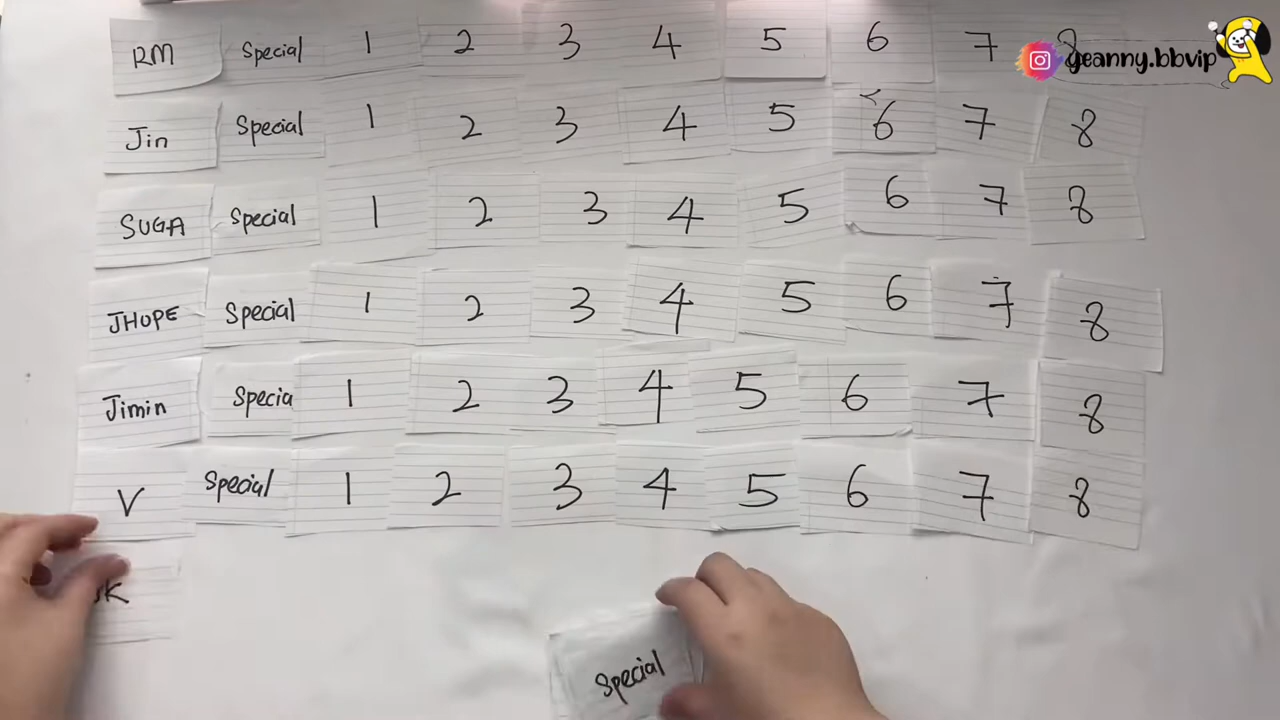 RM Special 1 2 3 4 5 6 7 8
yeanny.bbvip
Jin Special 1 2 3 4 5 6 7 8
SUGA Special 1 2 3 4 5 6 7 8
JHOPE Special 1 2 3 4 5 6 7 8
Jimin Specia 1 2 3 4 5 6 7 8
V Special 1 2 3 4 5 6 7 8
JK
Special